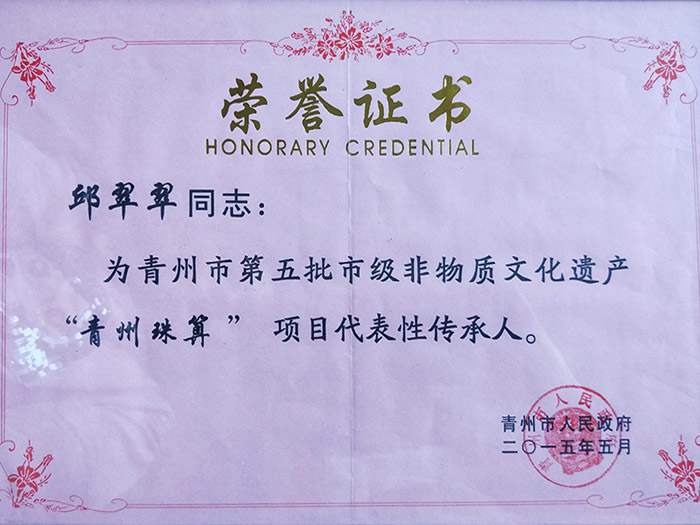 荣誉证书
HONORARY CREDENTIAL
邱翠翠同志：
为青州市第五批市级非物质文化遗产
“青州珠算” 项目代表性传承人。
青州市人民政府
二〇一五年五月